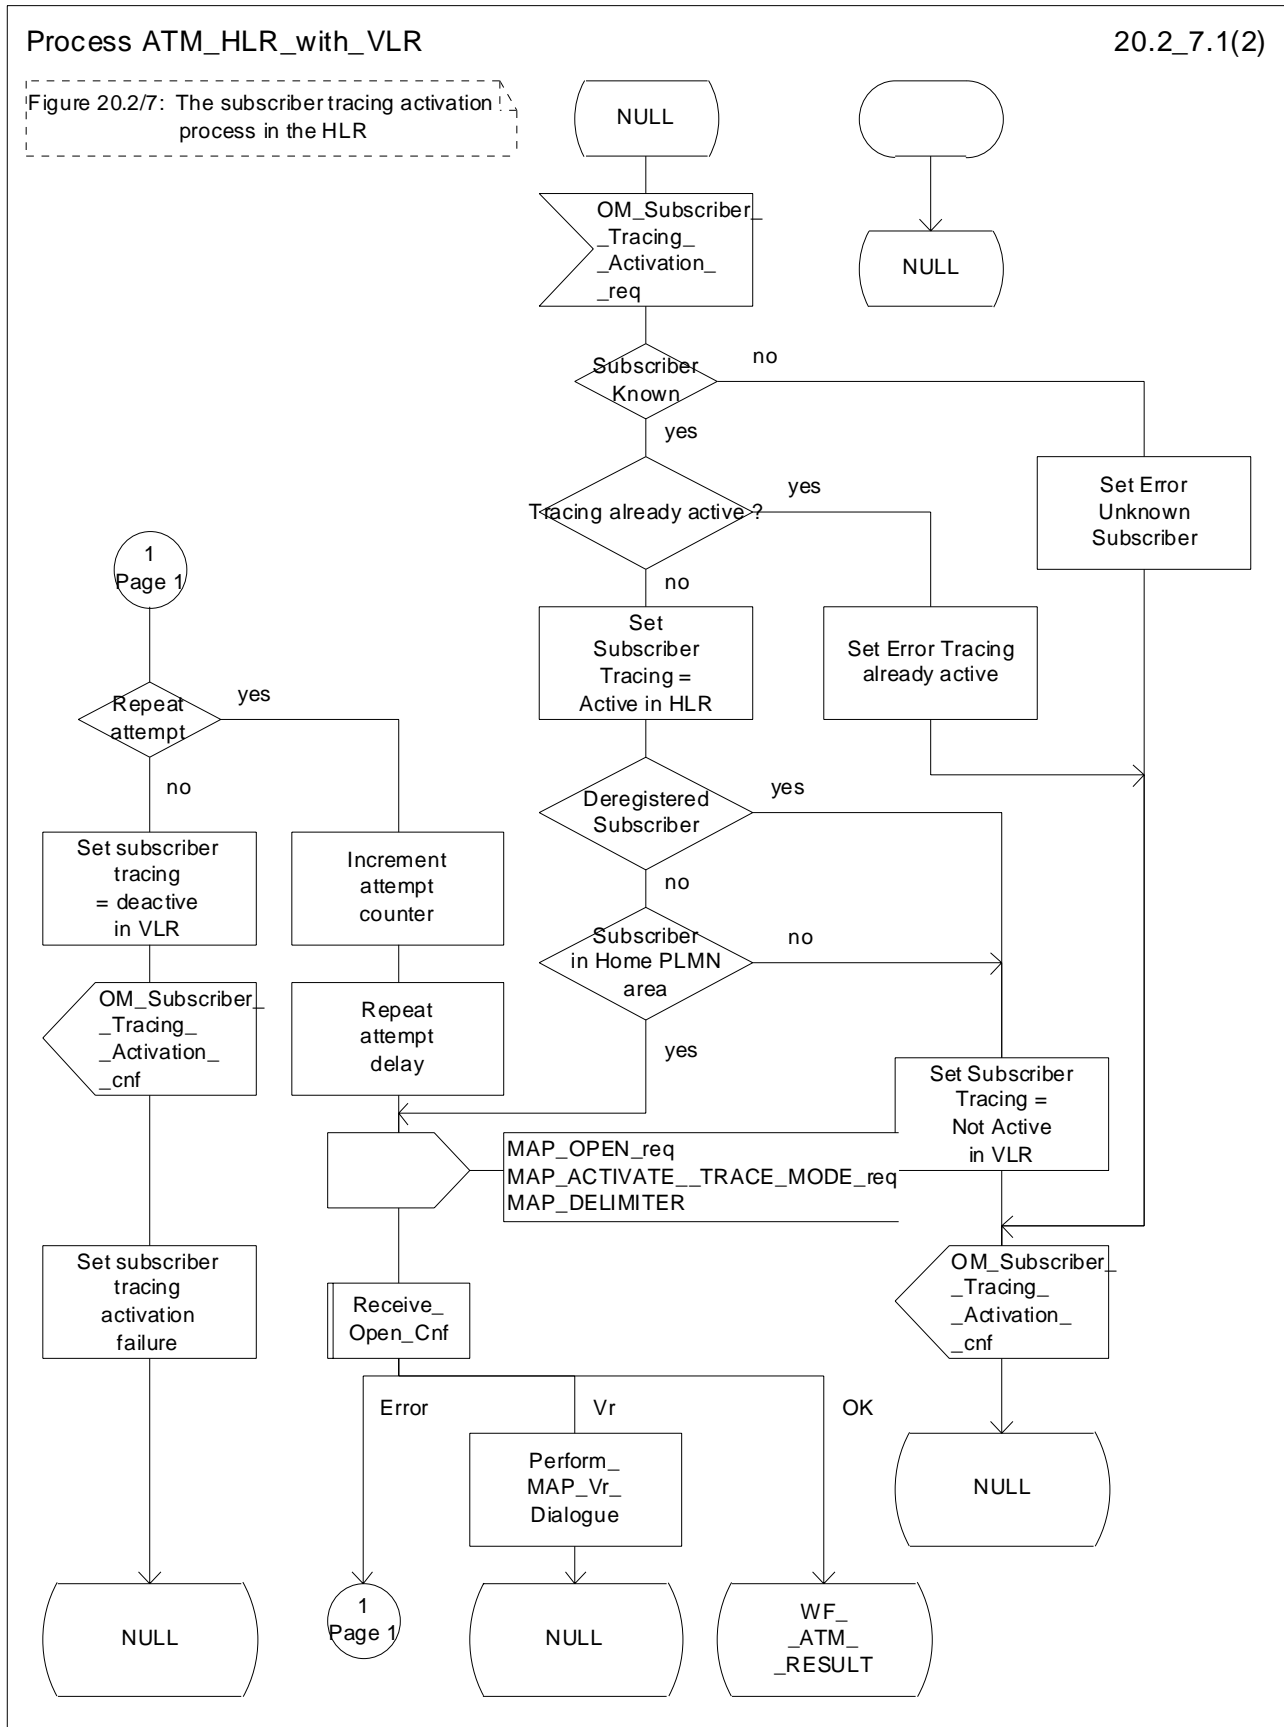 Process ATM_HLR_with_VLR
20.2_7.1(2)
Figure 20.2/7: The subscriber tracing activation
process in the HLR
NULL
OM_Subscriber_
_Tracing_
_Activation_
_req
NULL
Subscriber
Known
no
yes
Tracing already active ?
yes
no
Set Error
Unknown
Subscriber
1
Page 1
Set
Subscriber
Tracing =
Active in HLR
Set Error Tracing
already active
Repeat
attempt
yes
no
Deregistered
Subscriber
yes
no
Set subscriber
tracing
= deactive
in VLR
Increment
attempt
counter
Subscriber
in Home PLMN
area
no
yes
OM_Subscriber_
_Tracing_
_Activation_
_cnf
Repeat
attempt
delay
Set Subscriber
Tracing =
Not Active
in VLR
MAP_OPEN_req
MAP_ACTIVATE__TRACE_MODE_req
MAP_DELIMITER
Set subscriber
tracing
activation
failure
Receive_
Open_Cnf
OM_Subscriber_
_Tracing_
_Activation_
_cnf
Error
Vr
OK
Perform_
MAP_Vr_
Dialogue
NULL
NULL
1
Page 1
NULL
WF_
_ATM_
_RESULT